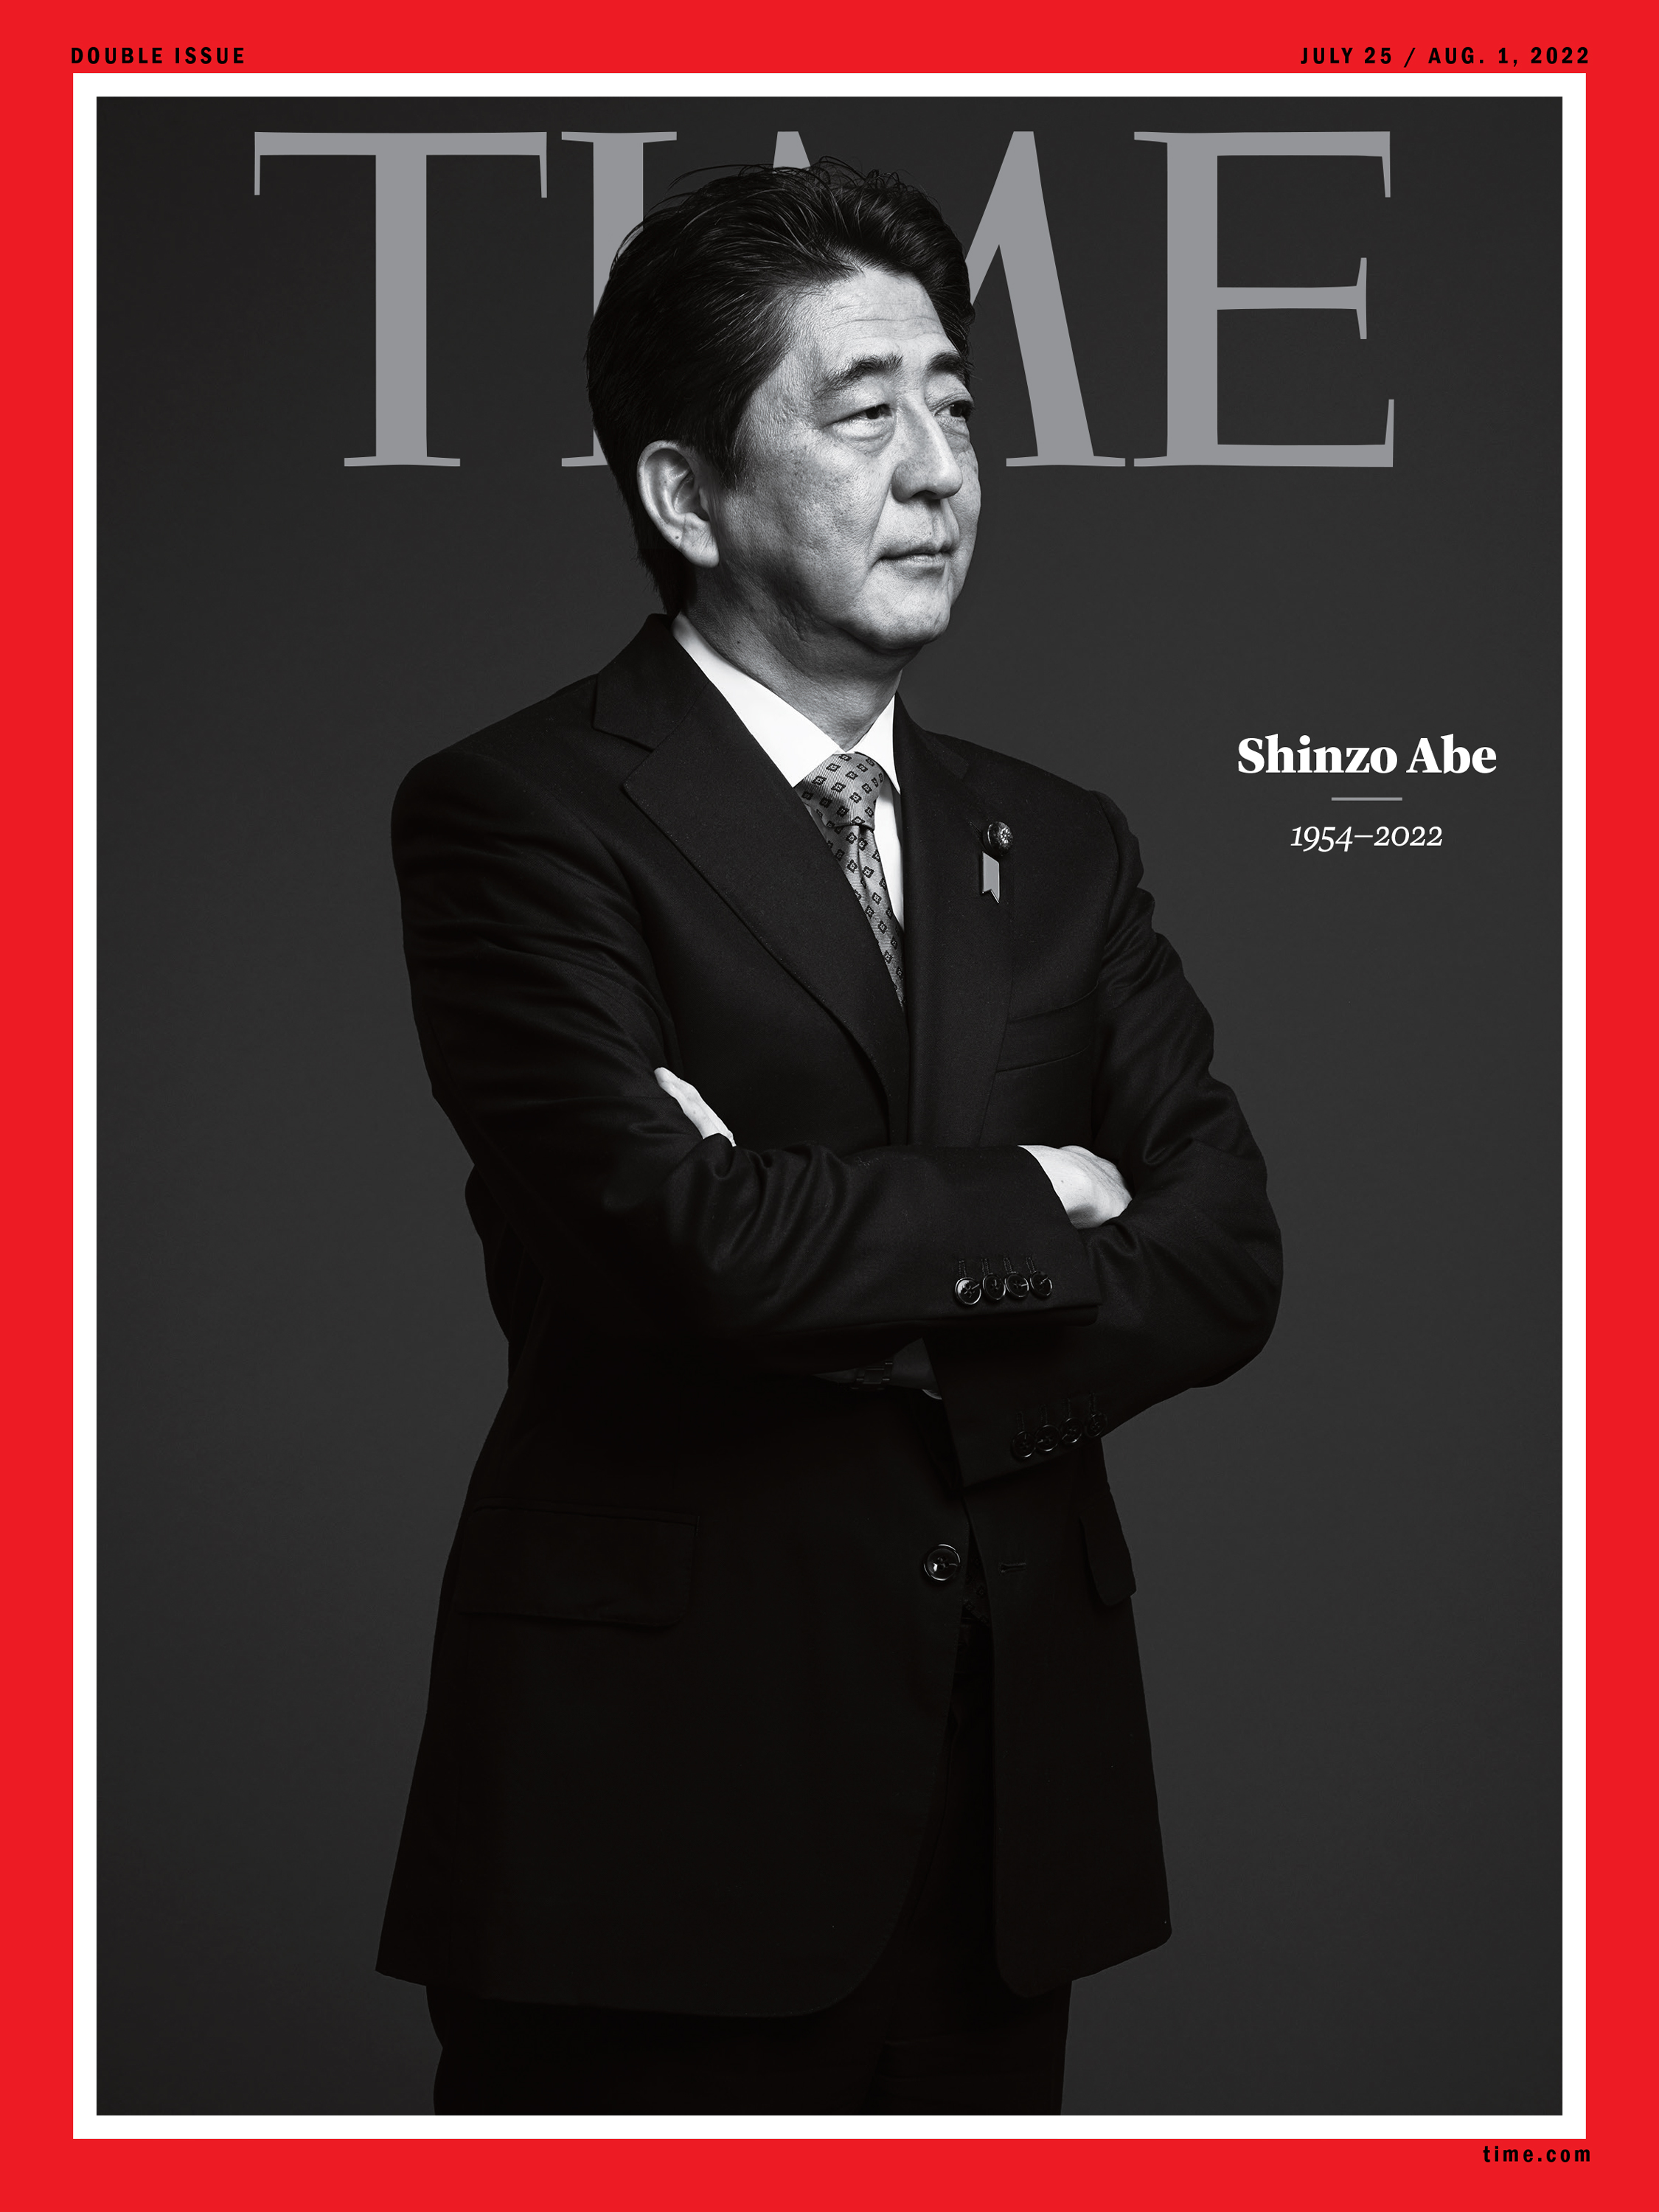 DOUBLE ISSUE
JULY 25 / AUG. 1, 2022
TIME
Shinzo Abe
1954–2022
time.com